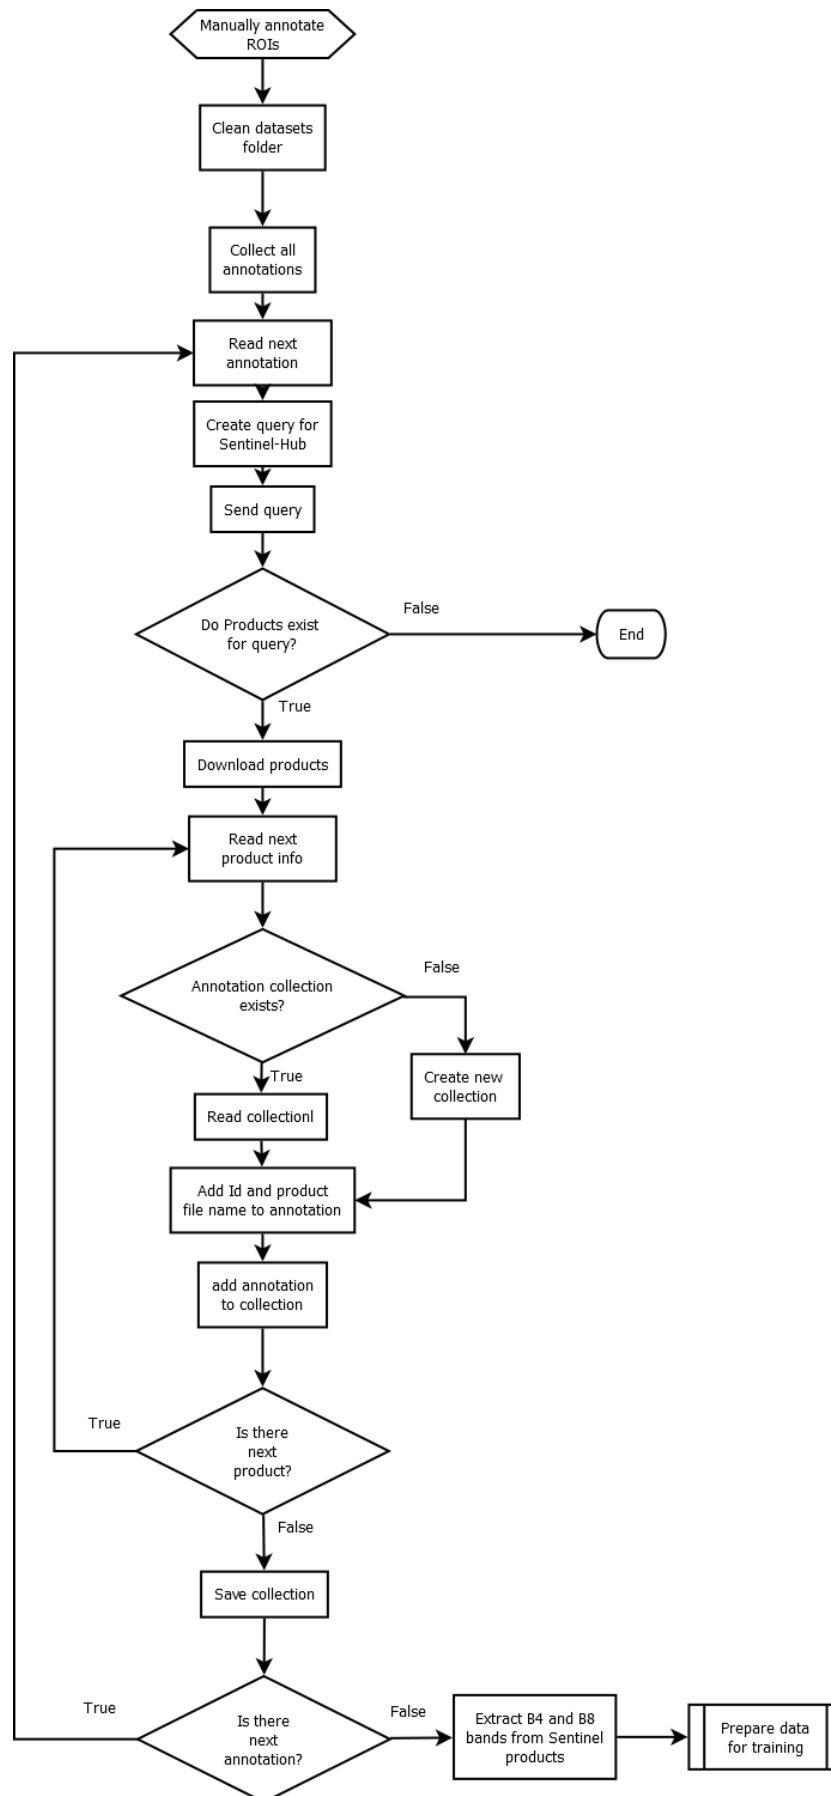 Manually annotate
ROIs
Clean datasets
folder
Collect all
annotations
Read next
annotation
Create query for
Sentinel-Hub
Send query
Do Products exist
for query?
False
End
True
Download products
Read next
product info
Annotation collection
exists?
False
True
Create new
collection
Read collectionl
Add Id and product
file name to annotation
add annotation
to collection
Is there
next
product?
True
False
Save collection
Is there
next
annotation?
True
False
Extract B4 and B8
bands from Sentinel
products
Prepare data
for training